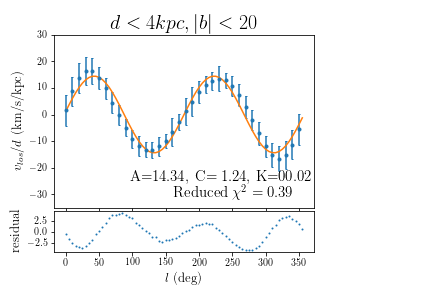 d < 4kpc, |b| < 20
30
20
10
0
−10
−20
−30
v_los/d (km/s/kpc)
A=14.34, C= 1.24, K=00.02
Reduced χ² = 0.39
2.5
0.0
−2.5
residual
0 50 100 150 200 250 300 350
l (deg)